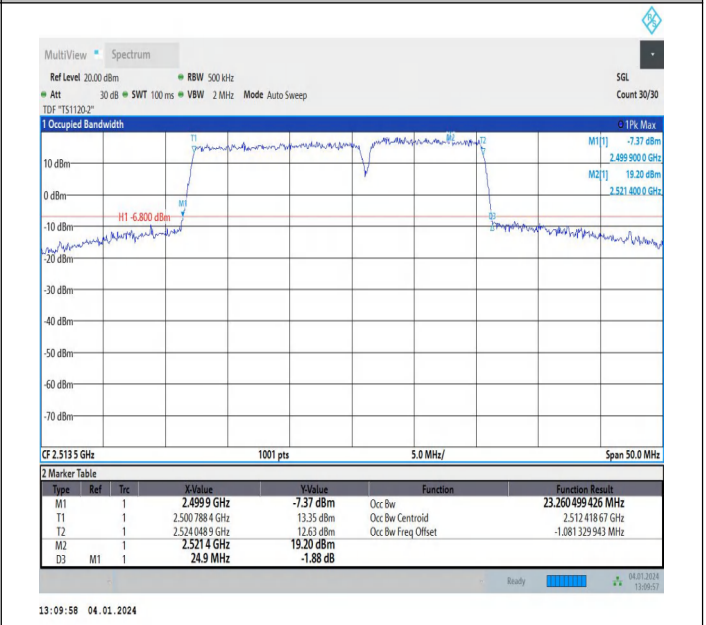 MultiView Spectrum
Ref Level 20.00 dBm RBW 500 kHz SGL
Att 30 dB SWT 100 ms VBW 2 MHz Mode Auto Sweep Count 30/30
TDF "TS1120-2"
1 Occupied Bandwidth 1Pk Max
M1[1] -7.37 dBm
2.499 900 0 GHz
M2[1] 19.20 dBm
2.521 400 0 GHz
T1 M2 T2
10 dBm
0 dBm
M1
H1 -6.800 dBm
D3
-10 dBm
-20 dBm
-30 dBm
-40 dBm
-50 dBm
-60 dBm
-70 dBm
CF 2.513 5 GHz 1001 pts 5.0 MHz/ Span 50.0 MHz
2 Marker Table
Type Ref Trc X-Value Y-Value Function Function Result
M1 1 2.499 9 GHz -7.37 dBm Occ Bw 23.260 499 426 MHz
T1 1 2.500 788 4 GHz 13.35 dBm Occ Bw Centroid 2.512 418 67 GHz
T2 1 2.524 048 9 GHz 12.63 dBm Occ Bw Freq Offset -1.081 329 943 MHz
M2 1 2.521 4 GHz 19.20 dBm
D3 M1 1 24.9 MHz -1.88 dB
Ready 04.01.2024
13:09:57
13:09:58 04.01.2024